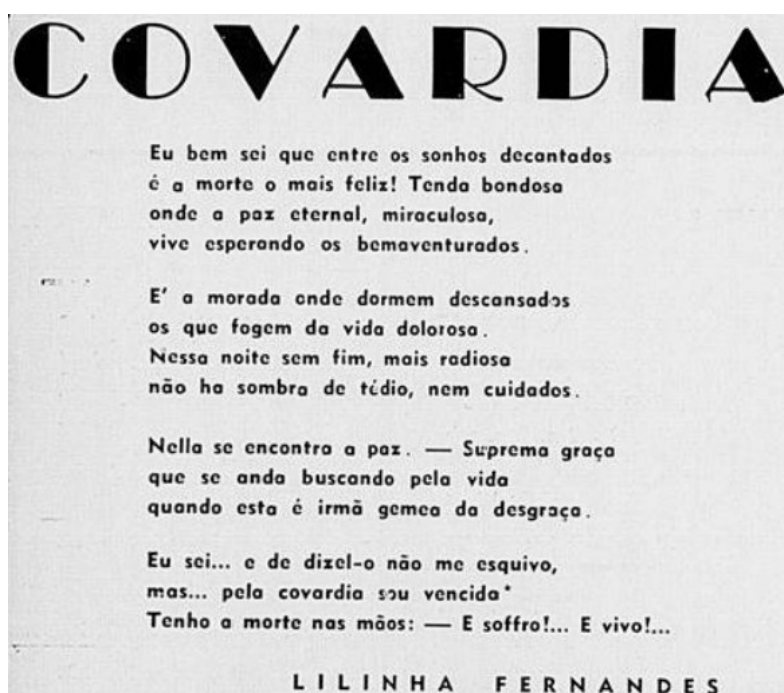 COVARDIA
Eu bem sei que entre os sonhos decantados
é a morte o mais feliz! Tenda bondosa
onde a paz eternal, miraculosa,
vive esperando os bemaventurados.
E' a morada onde dormem descansados
os que fogem da vida dolorosa.
Nessa noite sem fim, mais radiosa
não ha sombra de tédio, nem cuidados.
Nella se encontra a paz. — Suprema graça
que se anda buscando pela vida
quando esta é irmã gemea da desgraça.
Eu sei... e de dizel-o não me esquivo,
mas... pela covardia sou vencida*
Tenho a morte nas mãos: — E soffro!... E vivo!...
LILINHA FERNANDES